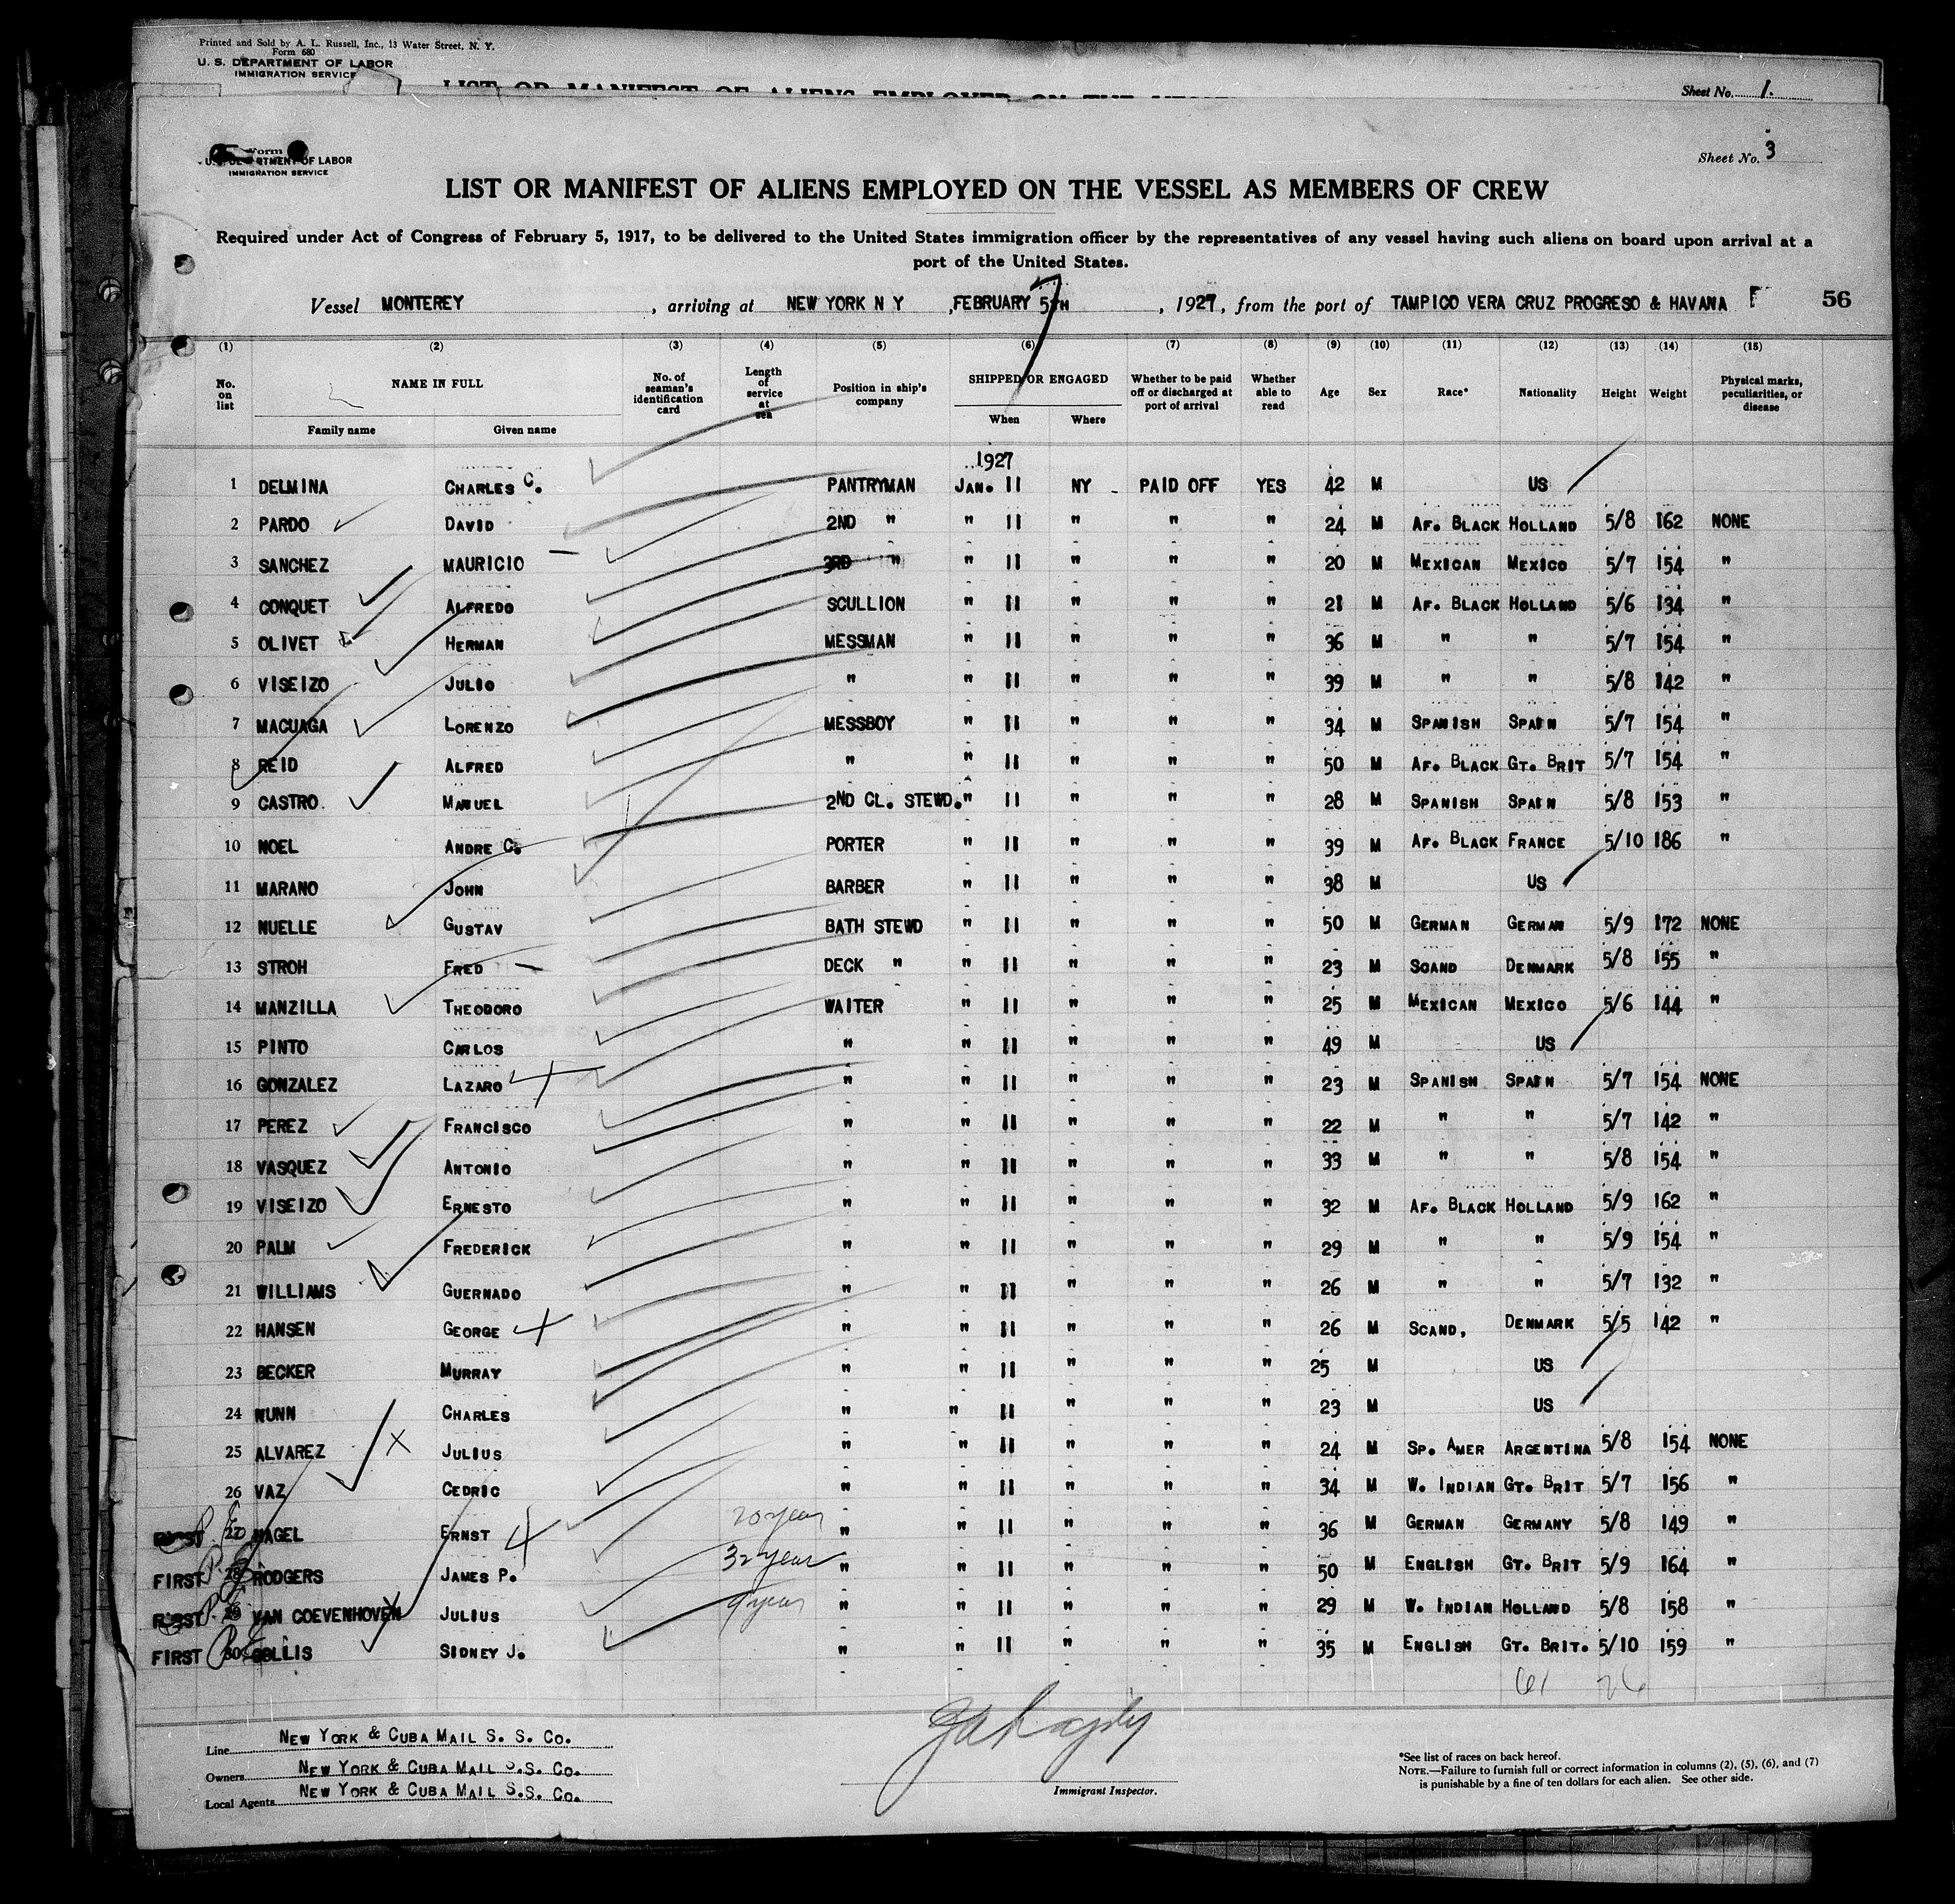 Printed and Sold by A. L. Russell, Inc., 13 Water Street, N. Y.
Form 680
U. S. DEPARTMENT OF LABOR
IMMIGRATION SERVICE
LIST OR MANIFEST OF ALIENS EMPLOYED ON THE
Sheet No. 1.
Form
U. S. DEPARTMENT OF LABOR
IMMIGRATION SERVICE
Sheet No. 3
LIST OR MANIFEST OF ALIENS EMPLOYED ON THE VESSEL AS MEMBERS OF CREW
Required under Act of Congress of February 5, 1917, to be delivered to the United States immigration officer by the representatives of any vessel having such aliens on board upon arrival at a
port of the United States.
Vessel MONTEREY, arriving at NEW YORK N Y, FEBRUARY 5TH 7, 1927, from the port of TAMPICO VERA CRUZ PROGRESO & HAVANA 56
(1) (2) (3) (4) (5) (6) (7) (8) (9) (10) (11) (12) (13) (14) (15)
No. on list NAME IN FULL Family name Given name No. of seaman's identification card Length of service at sea Position in ship's company SHIPPED OR ENGAGED When Where Whether to be paid off or discharged at port of arrival Whether able to read Age Sex Race* Nationality Height Weight Physical marks, peculiarities, or disease
1927
1 DELMINA CHARLES C. PANTRYMAN JAN. 11 NY - PAID OFF YES 42 M US
2 PARDO DAVID 2ND " " 11 " " " 24 M AF. BLACK HOLLAND 5/8 162 NONE
3 SANCHEZ MAURICIO 3RD " " 11 " " " 20 M MEXICAN MEXICO 5/7 154 "
4 CONQUET ALFREDO SCULLION " 11 " " " 21 M AF. BLACK HOLLAND 5/6 134 "
5 OLIVET HERMAN MESSMAN " 11 " " " 36 M " " 5/7 154 "
6 VISEIZO JULIO " " 11 " " " 39 M " " 5/8 142 "
7 MACUAGA LORENZO MESSBOY " 11 " " " 34 M SPANISH SPAIN 5/7 154 "
8 REID ALFRED " " 11 " " " 50 M AF. BLACK GT. BRIT 5/7 154 "
9 CASTRO. MANUEL 2ND CL. STEWD. " 11 " " " 28 M SPANISH SPAIN 5/8 153 "
10 NOEL ANDRE C. PORTER " 11 " " " 39 M AF. BLACK FRANCE 5/10 186 "
11 MARANO JOHN BARBER " 11 " " " 38 M US
12 NUELLE GUSTAV BATH STEWD " 11 " " " 50 M GERMAN GERMAN 5/9 172 NONE
13 STROH FRED DECK " " 11 " " " 23 M SCAND DENMARK 5/8 155 "
14 MANZILLA THEODORO WAITER " 11 " " " 25 M MEXICAN MEXICO 5/6 144 "
15 PINTO CARLOS " " 11 " " " 49 M US
16 GONZALEZ LAZARO " " 11 " " " 23 M SPANISH SPAIN 5/7 154 NONE
17 PEREZ FRANCISCO " " 11 " " " 22 M " " 5/7 142 "
18 VASQUEZ ANTONIO " " 11 " " " 33 M " " 5/8 154 "
19 VISEIZO ERNESTO " " 11 " " " 32 M AF. BLACK HOLLAND 5/9 162 "
20 PALM FREDERICK " " 11 " " " 29 M " " 5/9 154 "
21 WILLIAMS GUERNADO " " 11 " " " 26 M " " 5/7 132 "
22 HANSEN GEORGE " " 11 " " " 26 M SCAND, DENMARK 5/5 142 "
23 BECKER MURRAY " " 11 " " " 25 M US
24 NUNN CHARLES " " 11 " " " 23 M US
25 ALVAREZ JULIUS " " 11 " " " 24 M SP. AMER ARGENTINA 5/8 154 NONE
26 VAZ CEDRIC " " 11 " " " 34 M W. INDIAN GT. BRIT 5/7 156 "
FIRST 27 NAGEL ERNST 20 year " " 11 " " " 36 M GERMAN GERMANY 5/8 149 "
FIRST 28 RODGERS JAMES P. 32 year " " 11 " " " 50 M ENGLISH GT. BRIT 5/9 164 "
FIRST 29 VAN COEVENHOVEN JULIUS 9 year " " 11 " " " 29 M W. INDIAN HOLLAND 5/8 158 "
FIRST 30 GOLLIS SIDNEY J. " " 11 " " " 35 M ENGLISH GT. BRIT. 5/10 159 "
61 26
Line NEW YORK & CUBA MAIL S. S. CO.
Owners NEW YORK & CUBA MAIL S.S. CO.
Local Agents NEW YORK & CUBA MAIL S.S. CO.
Immigrant Inspector.
*See list of races on back hereof.
NOTE.—Failure to furnish full or correct information in columns (2), (5), (6), and (7)
is punishable by a fine of ten dollars for each alien. See other side.